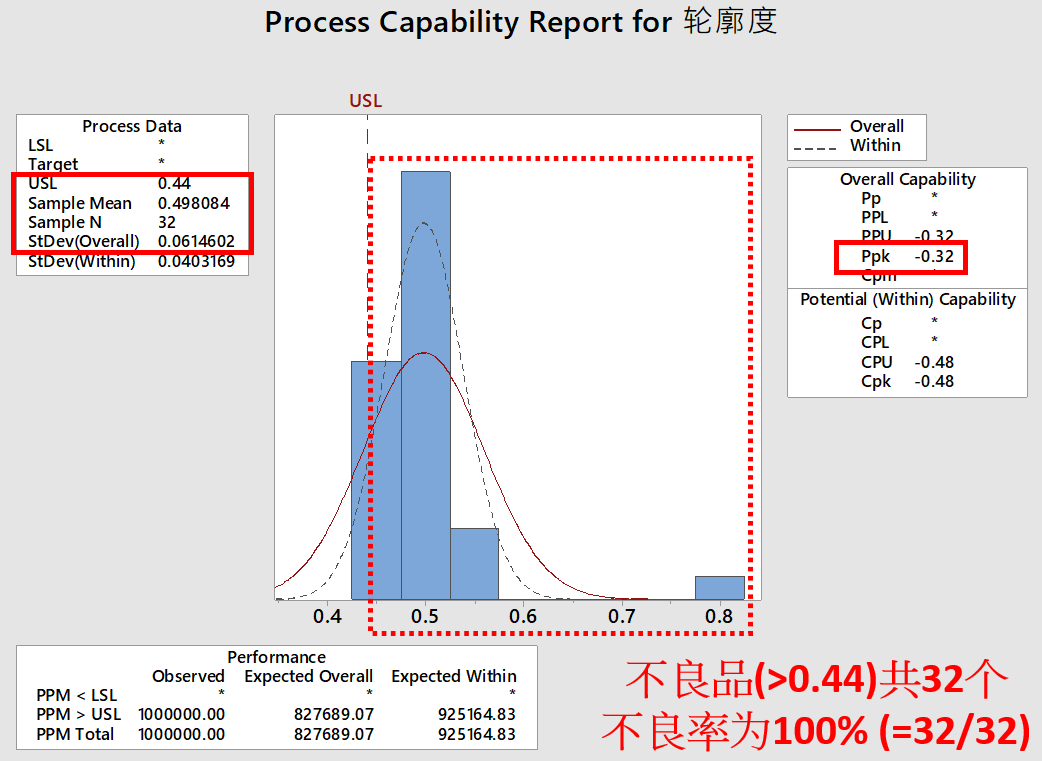 Process Capability Report for 轮廓度
USL
Process Data
LSL *
Target *
USL 0.44
Sample Mean 0.498084
Sample N 32
StDev(Overall) 0.0614602
StDev(Within) 0.0403169
Overall
Within
Overall Capability
Pp *
PPL *
PPU -0.32
Ppk -0.32
Cpm *
Potential (Within) Capability
Cp *
CPL *
CPU -0.48
Cpk -0.48
0.4 0.5 0.6 0.7 0.8
Performance
Observed Expected Overall Expected Within
PPM < LSL * * *
PPM > USL 1000000.00 827689.07 925164.83
PPM Total 1000000.00 827689.07 925164.83
不良品(>0.44)共32个
不良率为100% (=32/32)